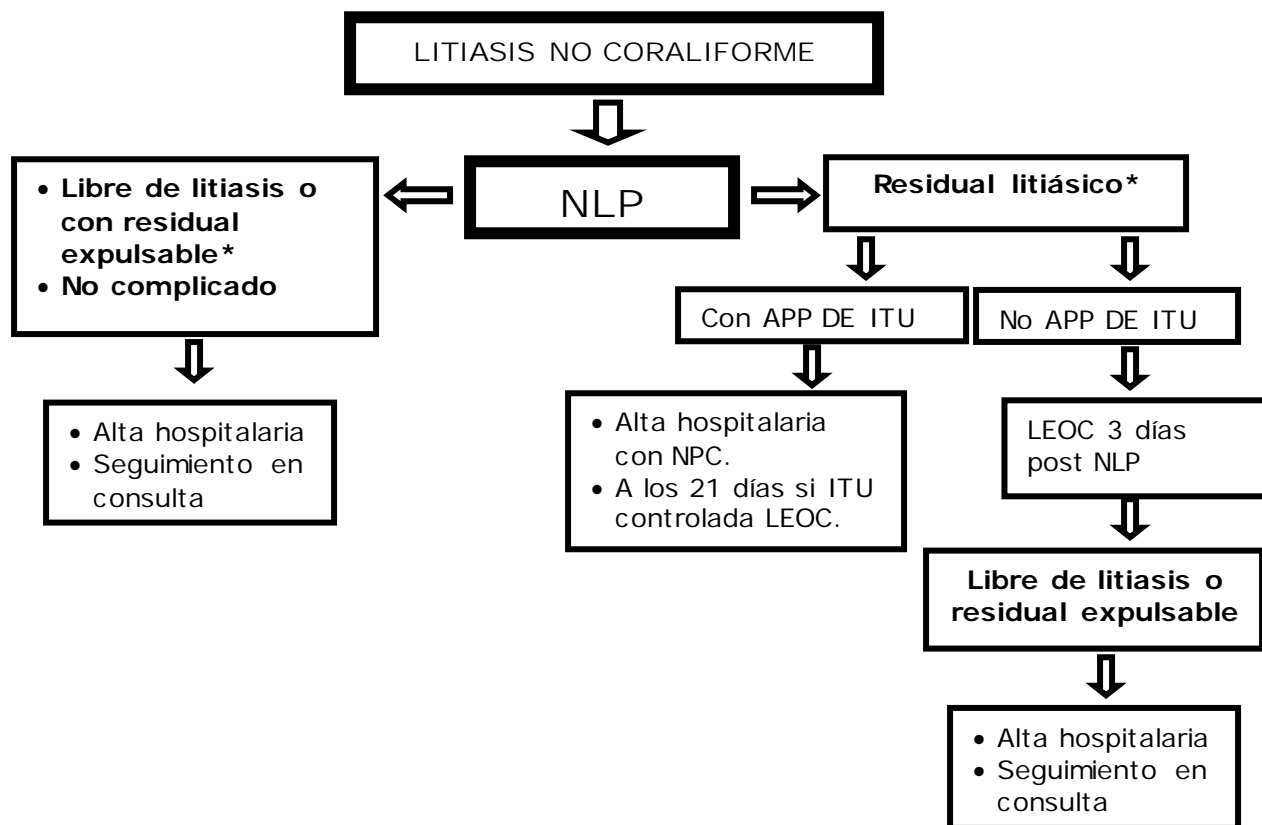 LITIASIS NO CORALIFORME
NLP
• Libre de litiasis o
con residual
expulsable*
• No complicado
Residual litiásico*
Con APP DE ITU
No APP DE ITU
• Alta hospitalaria
• Seguimiento en
consulta
• Alta hospitalaria
con NPC.
• A los 21 días si ITU
controlada LEOC.
LEOC 3 días
post NLP
Libre de litiasis o
residual expulsable
• Alta hospitalaria
• Seguimiento en
consulta